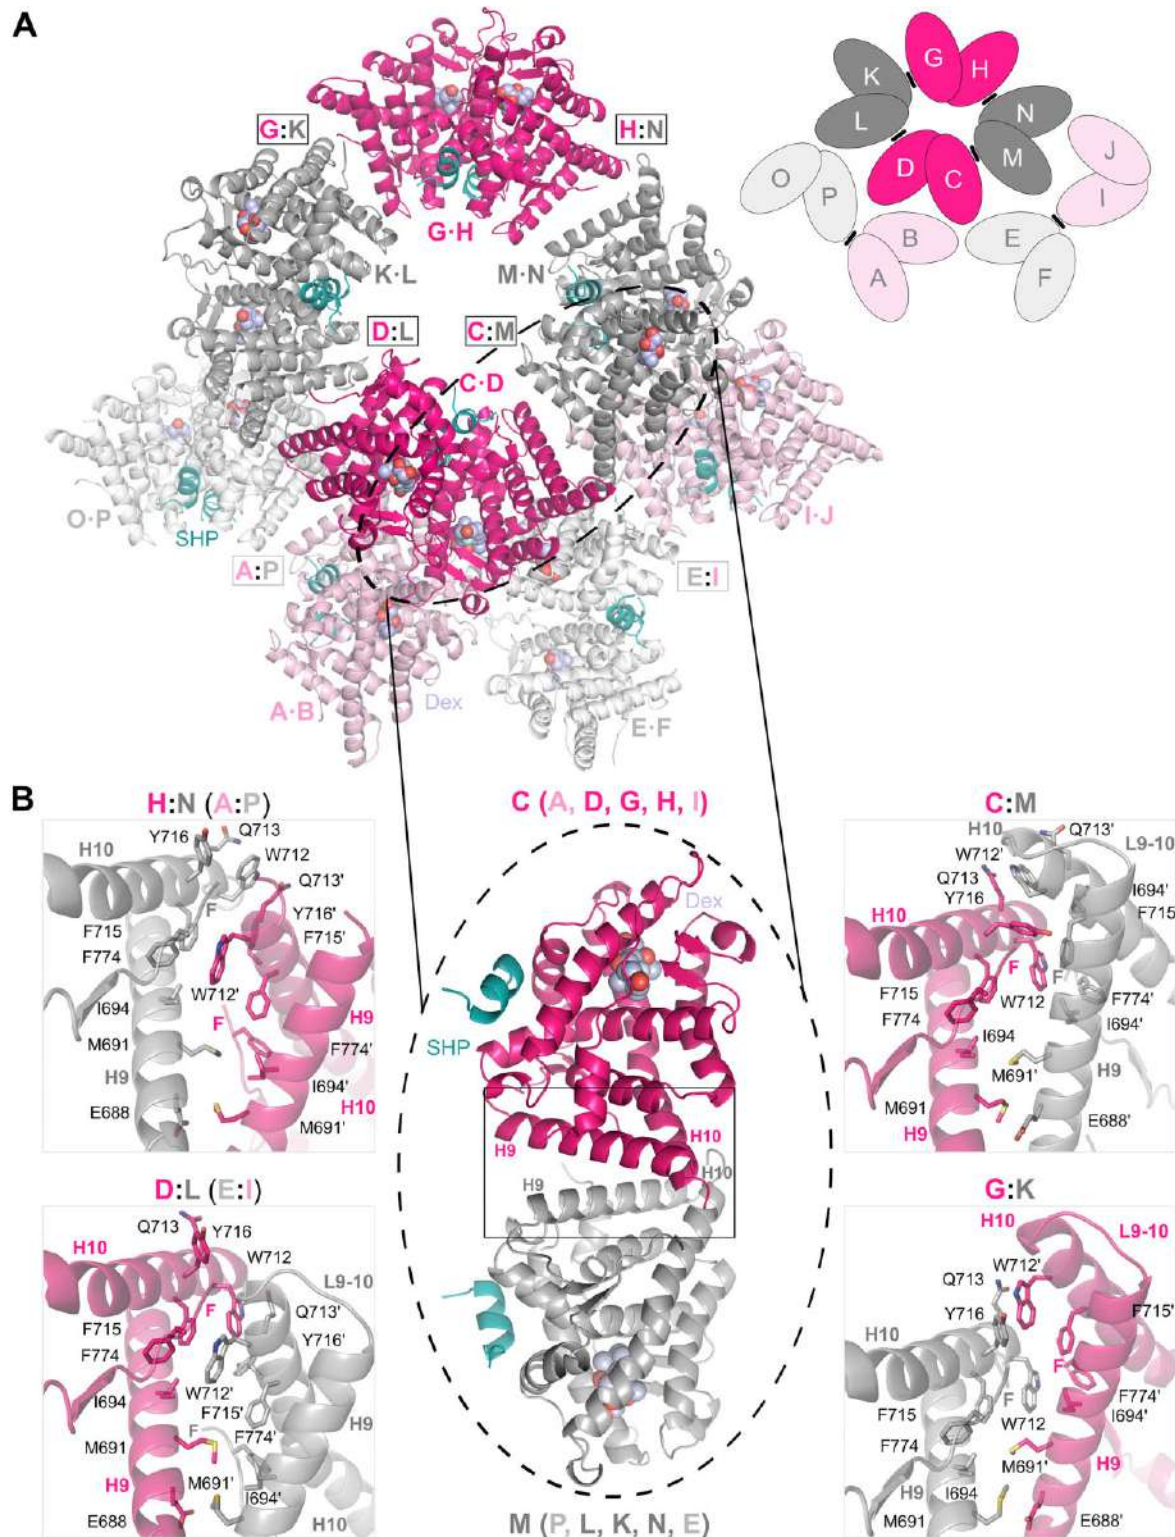 A
G:K
H:N
G·H
K·L
M·N
D:L
C:M
C·D
O·P
SHP
A:P
E:I
I·J
A·B
Dex
E·F
K
G
H
L
N
D
C
M
J
O
P
I
B
E
A
F
B
H:N (A:P)
Y716
Q713
H10
W712
Q713'
F
F715
Y716'
F774
F715'
I694
W712'
H9
M691
F
F774'
H9
I694'
E688
H10
M691'
D:L (E:I)
Q713
Y716
H10
W712
L9-10
F
Q713'
F715
Y716'
F774
I694
W712'
F715'
H9
M691
F
F774'
H9
M691'
I694'
E688
H10
C (A, D, G, H, I)
Dex
SHP
H9
H10
H9
H10
M (P, L, K, N, E)
C:M
H10
Q713'
L9-10
W712'
Q713
I694'
Y716
F715
H10
F
F
F715
W712
F774'
F774
I694'
I694
M691'
H9
M691
E688'
H9
G:K
H10
L9-10
W712'
Q713
Y716
F715'
H10
F
F
F774'
F715
W712
I694'
F774
M691'
H9
H9
I694
M691
E688'